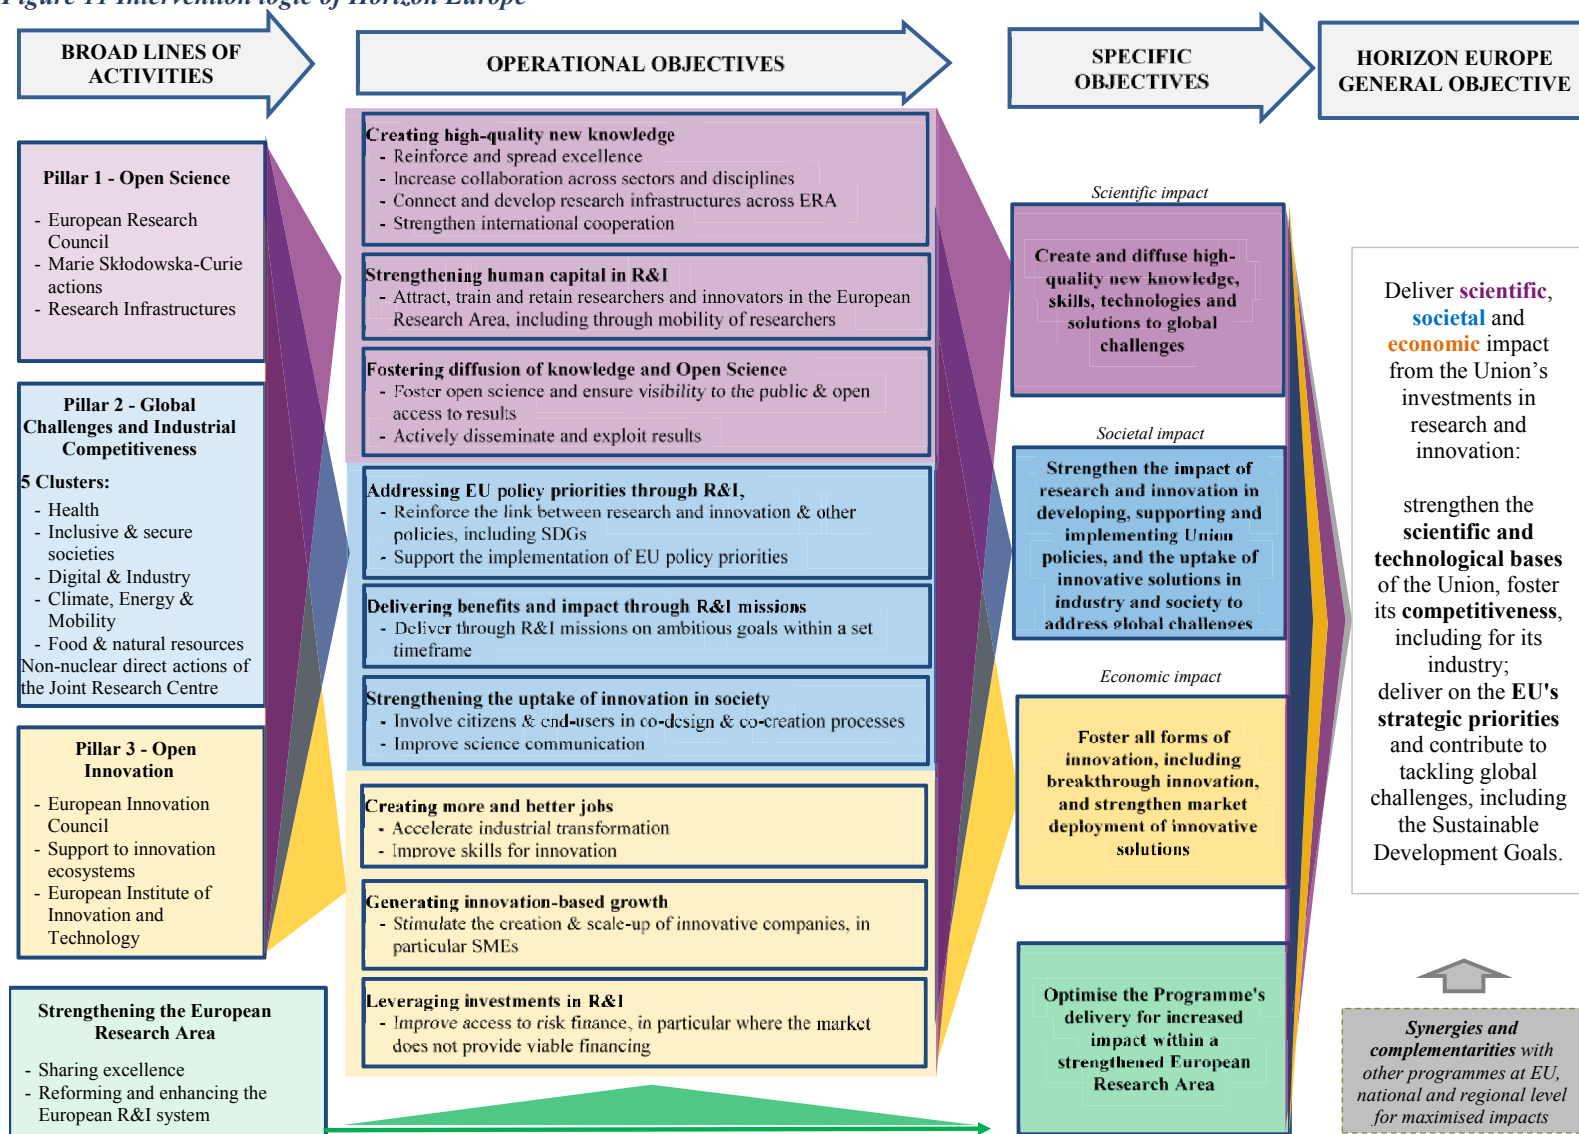 Figure 11 Intervention logic of Horizon Europe
BROAD LINES OF
ACTIVITIES
OPERATIONAL OBJECTIVES
SPECIFIC
OBJECTIVES
HORIZON EUROPE
GENERAL OBJECTIVE
Pillar 1 - Open Science
- European Research
Council
- Marie Skłodowska-Curie
actions
- Research Infrastructures
Pillar 2 - Global
Challenges and Industrial
Competitiveness
5 Clusters:
- Health
- Inclusive & secure
societies
- Digital & Industry
- Climate, Energy &
Mobility
- Food & natural resources
Non-nuclear direct actions of
the Joint Research Centre
Pillar 3 - Open
Innovation
- European Innovation
Council
- Support to innovation
ecosystems
- European Institute of
Innovation and
Technology
Strengthening the European
Research Area
- Sharing excellence
- Reforming and enhancing the
European R&I system
Creating high-quality new knowledge
- Reinforce and spread excellence
- Increase collaboration across sectors and disciplines
- Connect and develop research infrastructures across ERA
- Strengthen international cooperation
Strengthening human capital in R&I
- Attract, train and retain researchers and innovators in the European
Research Area, including through mobility of researchers
Fostering diffusion of knowledge and Open Science
- Foster open science and ensure visibility to the public & open
access to results
- Actively disseminate and exploit results
Addressing EU policy priorities through R&I,
- Reinforce the link between research and innovation & other
policies, including SDGs
- Support the implementation of EU policy priorities
Delivering benefits and impact through R&I missions
- Deliver through R&I missions on ambitious goals within a set
timeframe
Strengthening the uptake of innovation in society
- Involve citizens & end-users in co-design & co-creation processes
- Improve science communication
Creating more and better jobs
- Accelerate industrial transformation
- Improve skills for innovation
Generating innovation-based growth
- Stimulate the creation & scale-up of innovative companies, in
particular SMEs
Leveraging investments in R&I
- Improve access to risk finance, in particular where the market
does not provide viable financing
Scientific impact
Create and diffuse high-
quality new knowledge,
skills, technologies and
solutions to global
challenges
Societal impact
Strengthen the impact of
research and innovation in
developing, supporting and
implementing Union
policies, and the uptake of
innovative solutions in
industry and society to
address global challenges
Economic impact
Foster all forms of
innovation, including
breakthrough innovation,
and strengthen market
deployment of innovative
solutions
Optimise the Programme's
delivery for increased
impact within a
strengthened European
Research Area
Deliver scientific,
societal and
economic impact
from the Union's
investments in
research and
innovation:
strengthen the
scientific and
technological bases
of the Union, foster
its competitiveness,
including for its
industry;
deliver on the EU's
strategic priorities
and contribute to
tackling global
challenges, including
the Sustainable
Development Goals.
Synergies and
complementarities with
other programmes at EU,
national and regional level
for maximised impacts